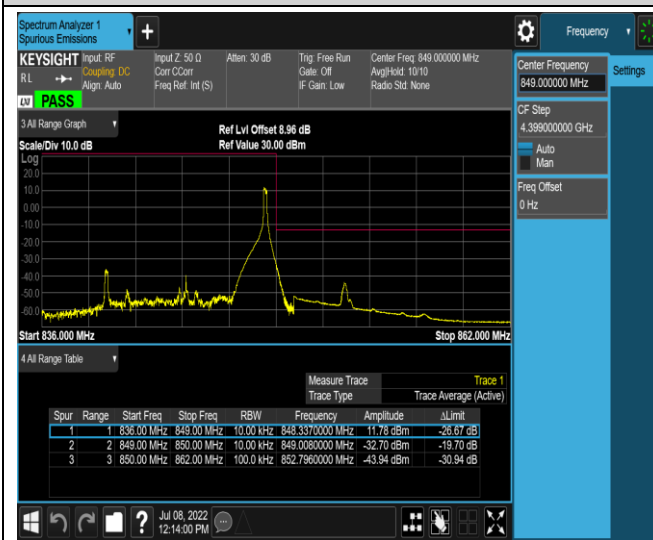 Spectrum Analyzer 1
Spurious Emissions
+
Frequency
KEYSIGHT Input: RF Input Z: 50 Ω Atten: 30 dB Trig: Free Run Center Freq: 849.000000 MHz
RL Coupling: DC Corr CCorr Gate: Off Avg|Hold: 10/10
Align: Auto Freq Ref: Int (S) IF Gain: Low Radio Std: None
LXI PASS
Center Frequency
849.000000 MHz
Settings
CF Step
4.399000000 GHz
Auto
Man
Freq Offset
0 Hz
3 All Range Graph
Ref Lvl Offset 8.96 dB
Scale/Div 10.0 dB Ref Value 30.00 dBm
Log
20.0
10.0
0.00
-10.0
-20.0
-30.0
-40.0
-50.0
-60.0
Start 836.000 MHz Stop 862.000 MHz
4 All Range Table
Measure Trace Trace 1
Trace Type Trace Average (Active)
Spur Range Start Freq Stop Freq RBW Frequency Amplitude ΔLimit
1 1 836.00 MHz 849.00 MHz 10.00 kHz 848.3370000 MHz 11.78 dBm -26.67 dB
2 2 849.00 MHz 850.00 MHz 10.00 kHz 849.0080000 MHz -32.70 dBm -19.70 dB
3 3 850.00 MHz 862.00 MHz 100.0 kHz 852.7960000 MHz -43.94 dBm -30.94 dB
? Jul 08, 2022
12:14:00 PM